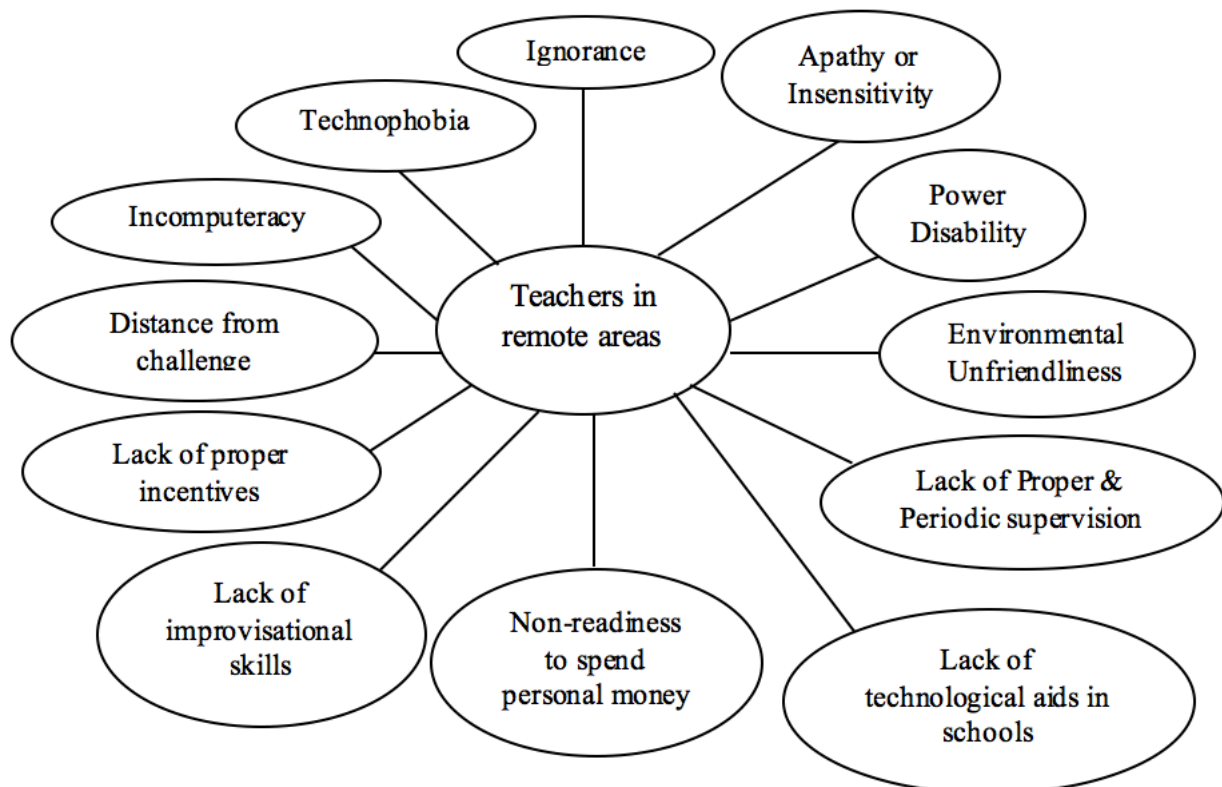 Ignorance
Apathy or
Insensitivity
Technophobia
Power
Disability
Incomputeracy
Teachers in
remote areas
Distance from
challenge
Environmental
Unfriendliness
Lack of proper
incentives
Lack of Proper &
Periodic supervision
Lack of
improvisational
skills
Non-readiness
to spend
personal money
Lack of
technological aids in
schools